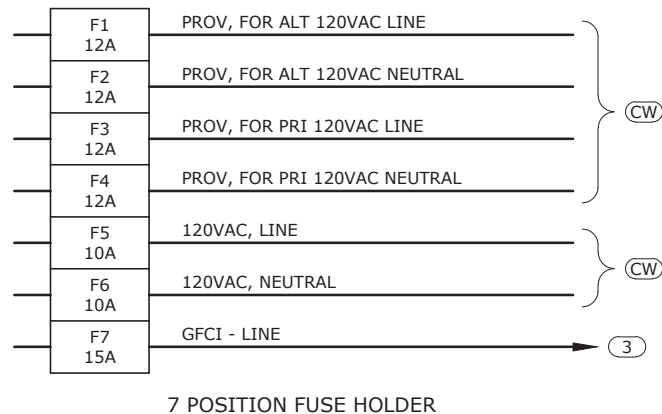 F1 PROV, FOR ALT 120VAC LINE
12A
F2 PROV, FOR ALT 120VAC NEUTRAL
12A
CW
F3 PROV, FOR PRI 120VAC LINE
12A
F4 PROV, FOR PRI 120VAC NEUTRAL
12A
F5 120VAC, LINE
10A
CW
F6 120VAC, NEUTRAL
10A
F7 GFCI - LINE
15A
3
7 POSITION FUSE HOLDER